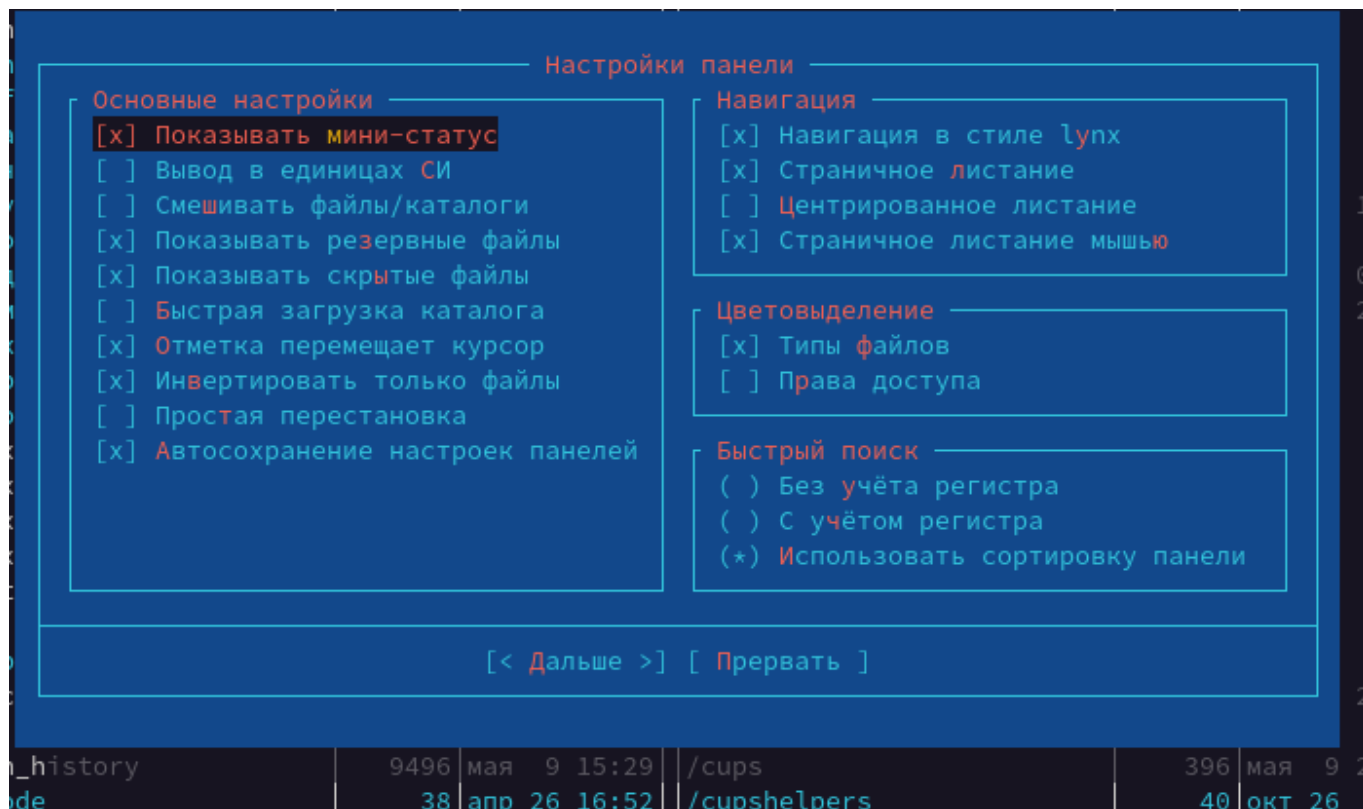 Настройки панели
Основные настройки
[x] Показывать мини-статус
[ ] Вывод в единицах СИ
[ ] Смешивать файлы/каталоги
[x] Показывать резервные файлы
[x] Показывать скрытые файлы
[ ] Быстрая загрузка каталога
[x] Отметка перемещает курсор
[x] Инвертировать только файлы
[ ] Простая перестановка
[x] Автосохранение настроек панелей
Навигация
[x] Навигация в стиле lynx
[x] Страничное листание
[ ] Центрированное листание
[x] Страничное листание мышью
Цветовыделение
[x] Типы файлов
[ ] Права доступа
Быстрый поиск
( ) Без учёта регистра
( ) С учётом регистра
(*) Использовать сортировку панели
[< Дальше >] [ Прервать ]
_history 9496 мая 9 15:29 /cups 396 мая 9
38 апр 26 16:52 /cupshelpers 40 окт 26